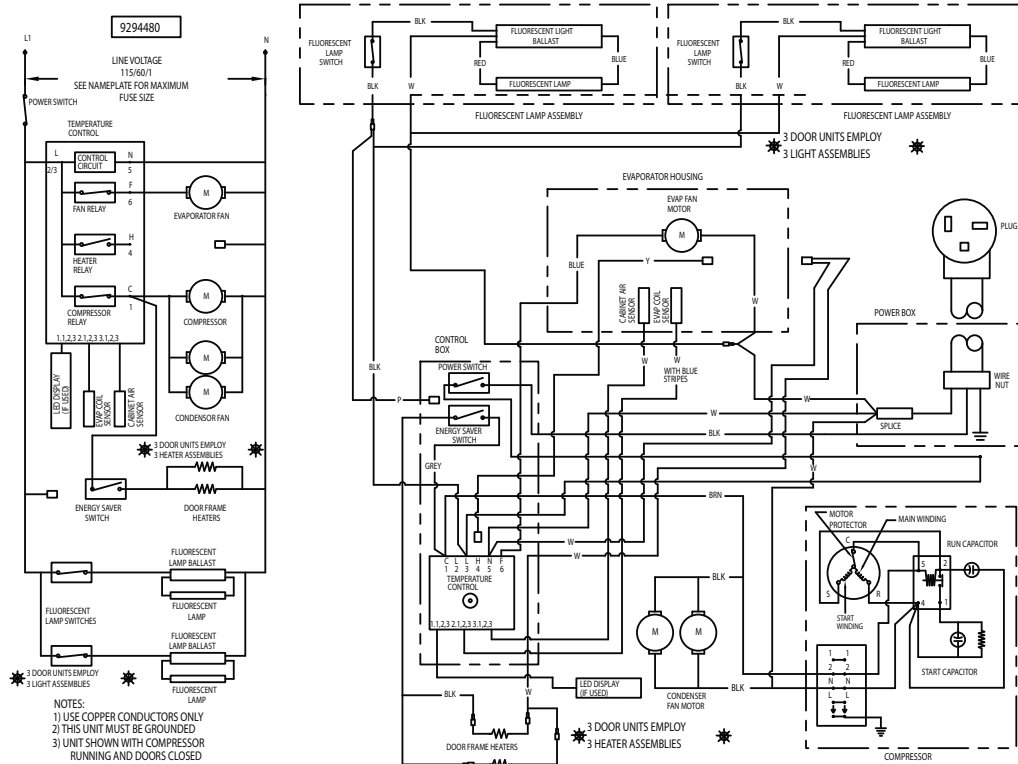 9294480
L1
N
LINE VOLTAGE
115/60/1
SEE NAMEPLATE FOR MAXIMUM
FUSE SIZE
POWER SWITCH
TEMPERATURE
CONTROL
L
2/3
CONTROL
CIRCUIT
N
5
FAN RELAY
F
6
M
EVAPORATOR FAN
HEATER
RELAY
H
4
COMPRESSOR
RELAY
C
1
M
COMPRESSOR
M
M
CONDENSOR FAN
1.1,2,3 2.1,2,3 3.1,2,3
LED DISPLAY
(IF USED)
EVAP COIL
SENSOR
CABINET AIR
SENSOR
3 DOOR UNITS EMPLOY
3 HEATER ASSEMBLIES
ENERGY SAVER
SWITCH
DOOR FRAME
HEATERS
FLUORESCENT
LAMP BALLAST
FLUORESCENT
LAMP SWITCHES
FLUORESCENT
LAMP
FLUORESCENT
LAMP BALLAST
FLUORESCENT
LAMP
3 DOOR UNITS EMPLOY
3 LIGHT ASSEMBLIES
NOTES:
1) USE COPPER CONDUCTORS ONLY
2) THIS UNIT MUST BE GROUNDED
3) UNIT SHOWN WITH COMPRESSOR
RUNNING AND DOORS CLOSED
FLUORESCENT
LAMP
SWITCH
BLK
FLUORESCENT LIGHT
BALLAST
RED
BLUE
FLUORESCENT LAMP
BLK
W
FLUORESCENT LAMP ASSEMBLY
FLUORESCENT
LAMP
SWITCH
BLK
FLUORESCENT LIGHT
BALLAST
RED
BLUE
FLUORESCENT LAMP
BLK
W
FLUORESCENT LAMP ASSEMBLY
3 DOOR UNITS EMPLOY
3 LIGHT ASSEMBLIES
EVAPORATOR HOUSING
EVAP FAN
MOTOR
M
BLUE
Y
CABINET AIR
SENSOR
EVAP COIL
SENSOR
W
W
W
WITH BLUE
STRIPES
PLUG
POWER BOX
WIRE
NUT
CONTROL
BOX
POWER SWITCH
BLK
P
ENERGY SAVER
SWITCH
GREY
W
W
BLK
SPLICE
W
BRN
W
W
C L L H N F
1 2 3 4 5 6
TEMPERATURE
CONTROL
1.1,2,3 2.1,2,3 3.1,2,3
LED DISPLAY
(IF USED)
BLK
W
DOOR FRAME HEATERS
3 DOOR UNITS EMPLOY
3 HEATER ASSEMBLIES
BLK
M
M
BLK
CONDENSER
FAN MOTOR
MOTOR
PROTECTOR
MAIN WINDING
C
S
R
START
WINDING
RUN CAPACITOR
5
2
4
1
START CAPACITOR
1 1
2 2
N N
L L
COMPRESSOR